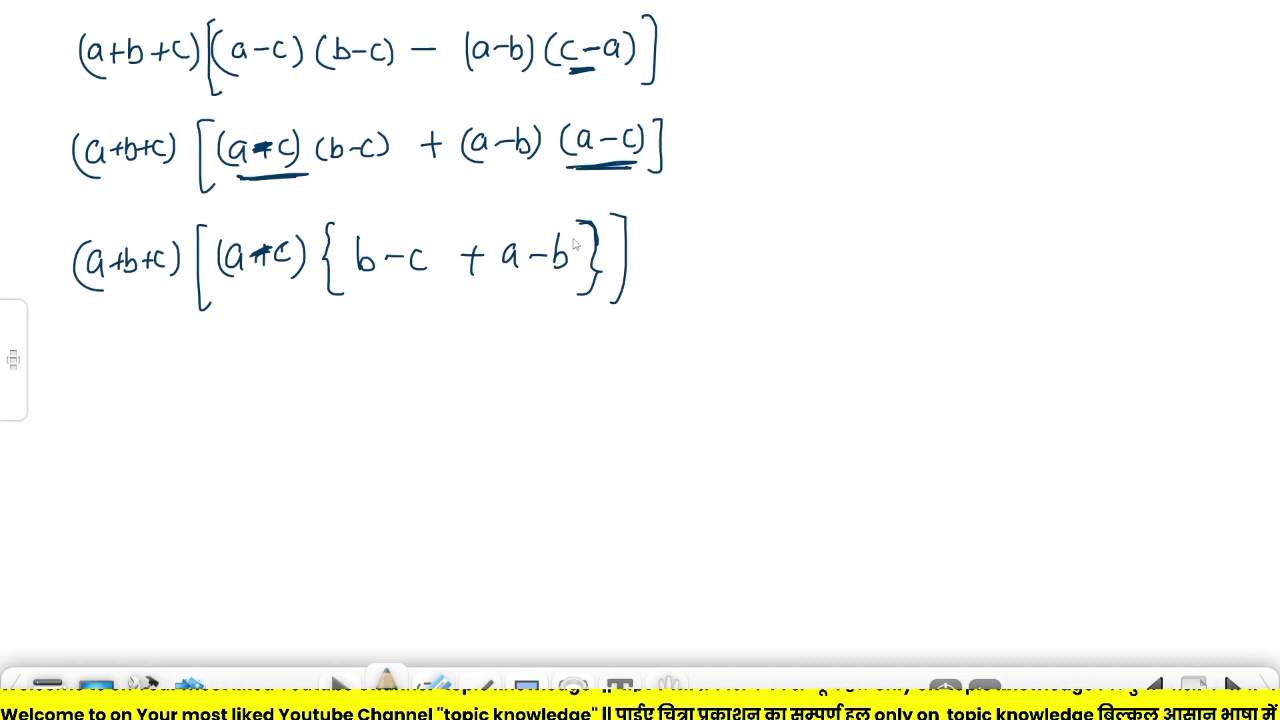 (a+b+c)[(a-c)(b-c) - (a-b)(c-a)]
(a+b+c) [(a-c)(b-c) + (a-b)(a-c)]
(a+b+c) [(a-c){b-c + a-b}]
Welcome to on Your most liked Youtube Channel "topic knowledge" || पाईए चित्रा प्रकाशन का सम्पूर्ण हल only on topic knowledge बिल्कुल आसान भाषा में